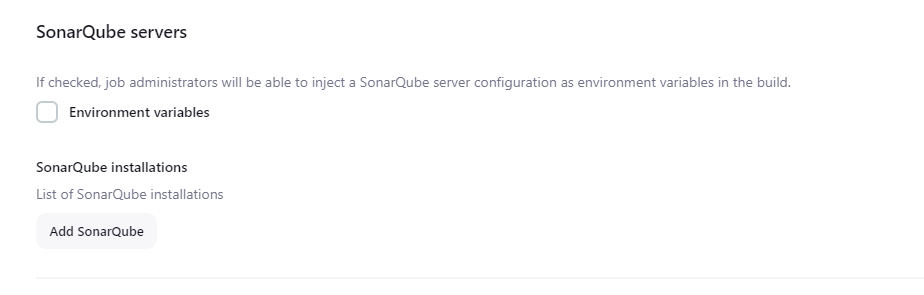 SonarQube servers
If checked, job administrators will be able to inject a SonarQube server configuration as environment variables in the build.
Environment variables
SonarQube installations
List of SonarQube installations
Add SonarQube